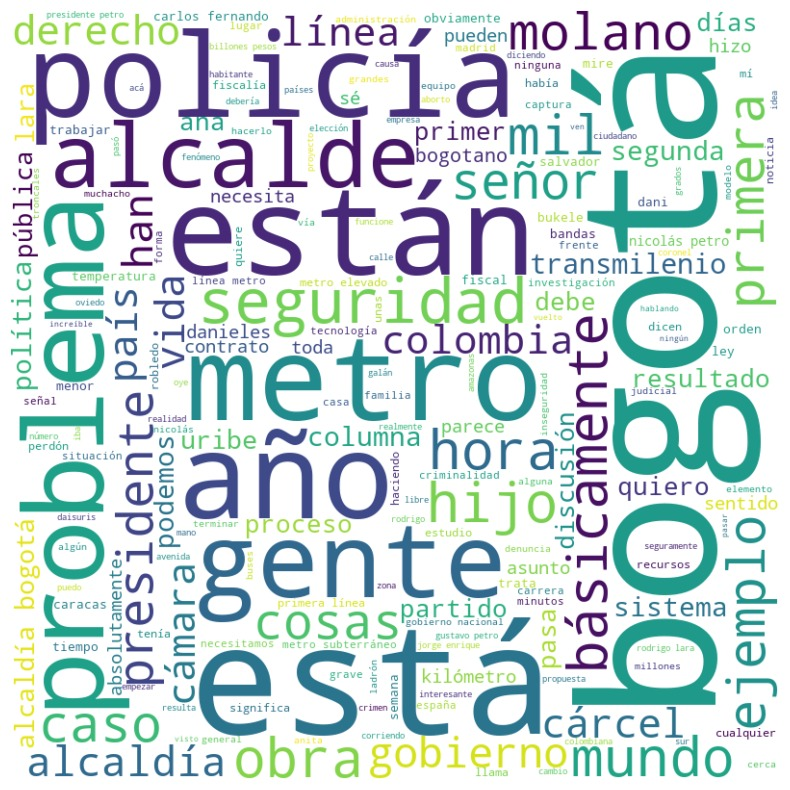 presidente petro
carlos fernando
lugar
administración
obviamente
madrid
pueden
días
mí
idea
derecho
billones pesos
línea
molano
hizo
policía
habitante
acá
fiscalía
debería
grandes
países
causa
diciendo
mire
ninguna
equipo
aborto
había
sé
captura
lara
trabajar
ana
hacerlo
elección
empresa
primer
mil
ven
ciudadano
noticia
pasó
fenómeno
alcalde
bogotano
salvador
segunda
modelo
primera
troncales
proyecto
señor
grados
pública
muchacho
necesita
bukele
dani
han
vía
funcione
están
bandas
frente
nicolás petro
coronel
forma
quiere
calle
transmilenio
temperatura
línea metro
metro elevado
fiscal
investigación
política
problema
país
vida
seguridad
debe
hablando
oviedo
danieles
tecnología
unas
vuelto
dicen
orden
increíble
contrato
toda
colombia
ningún
ley
robledo
galán
amazonas
inseguridad
menor
familia
metro
resultado
señal
realidad
oye
casa
judicial
bogotá
número
nicolás
uribe
columna
parece
perdón
iba
presidente
podemos
año
hora
discusión
básicamente
situación
haciendo
criminalidad
quiero
elemento
daisuris
libre
alguna
hijo
sentido
algún
terminar
rodrigo
proceso
estudio
mano
asunto
pasar
avenida
denuncia
seguramente
ejemplo
alcaldía bogotá
puedo
buses
gente
zona
trata
recursos
absolutamente
caracas
primera línea
carrera
minutos
sistema
cámara
cosas
partido
pasa
tiempo
tenía
gobierno nacional
necesitamos
metro subterráneo
gustavo petro
jorge enrique
rodrigo lara
está
kilómetro
millones
empezar
grave
ladrón
semana
interesante
españa
propuesta
resulta
significa
crimen
cárcel
cualquier
caso
visto
general
anita
corriendo
colombiana
sur
alcaldía
obra
gobierno
llama
cambio
mundo
cerca
realmente